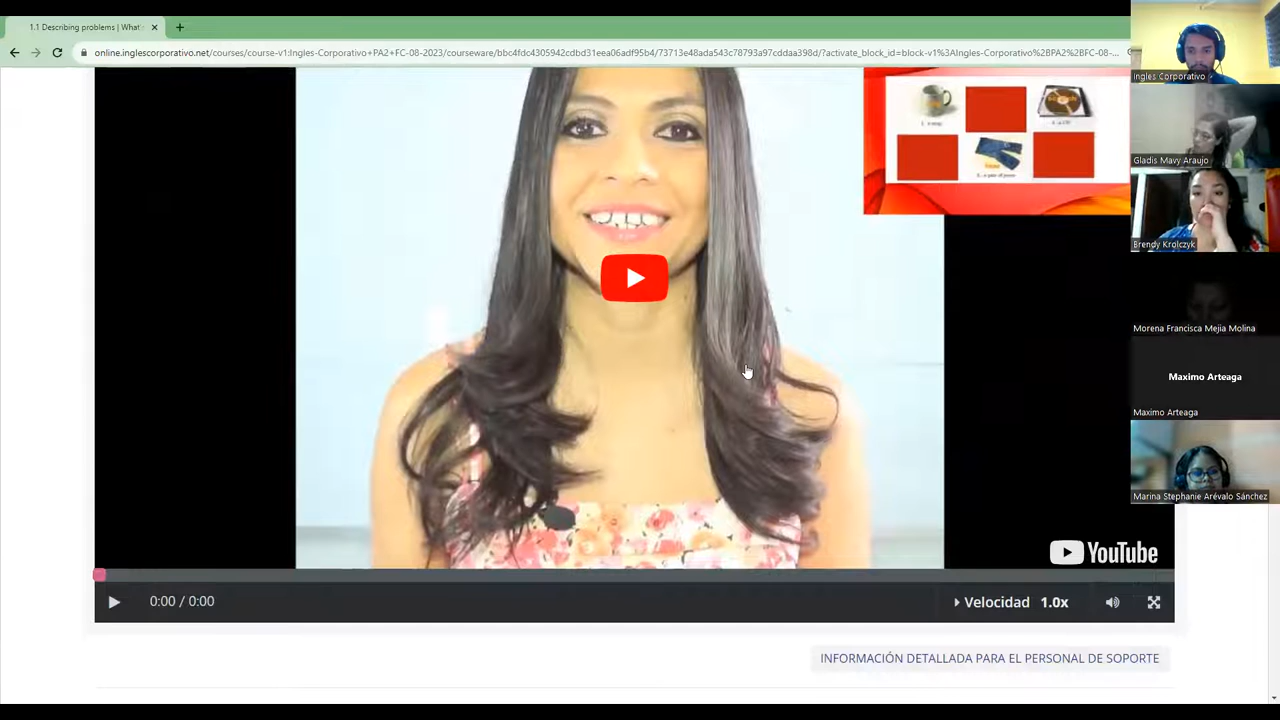 1.1 Describing problems | What'
online.inglescorporativo.net/courses/course-v1:Ingles-Corporativo+PA2+FC-08-2023/courseware/bbc4fdc4305942cdbd31eea06adf95b4/73713e48ada543c78793a97cddaa398d/?activate_block_id=block-v1%3AIngles-Corporativo%2BPA2%2BFC-08-...
Ingles Corporativo
Gladis Mavy Araujo
Brendy Krolczyk
Morena Francisca Mejia Molina
Maximo Arteaga
Maximo Arteaga
Marina Stephanie Arévalo Sánchez
YouTube
0:00 / 0:00
Velocidad 1.0x
INFORMACIÓN DETALLADA PARA EL PERSONAL DE SOPORTE